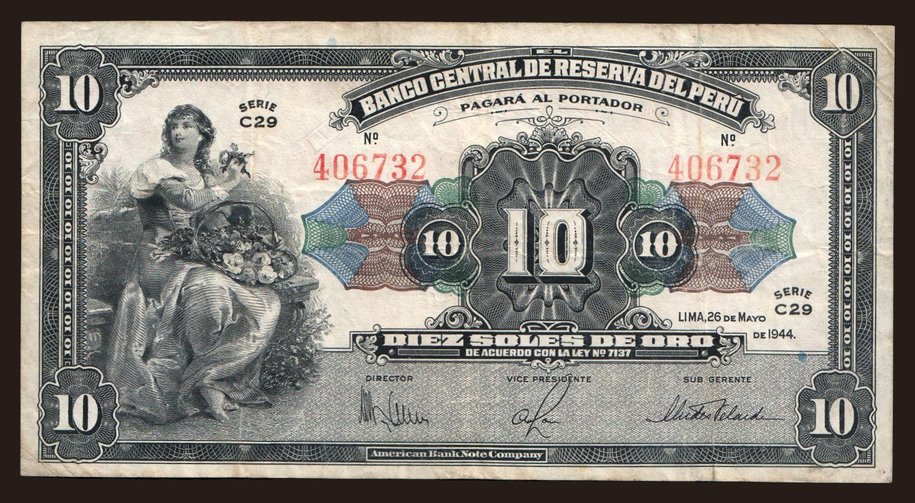 EL
BANCO CENTRAL DE RESERVA DEL PERÚ
PAGARÁ AL PORTADOR
10
10
SERIE
C29
Nº
406732
Nº
406732
10
10
10
SERIE
C29
LIMA, 26 DE MAYO
DE 1944.
DIEZ SOLES DE ORO
DE ACUERDO CON LA LEY Nº 7137
DIRECTOR
VICE PRESIDENTE
SUB GERENTE
10
10
American Bank Note Company